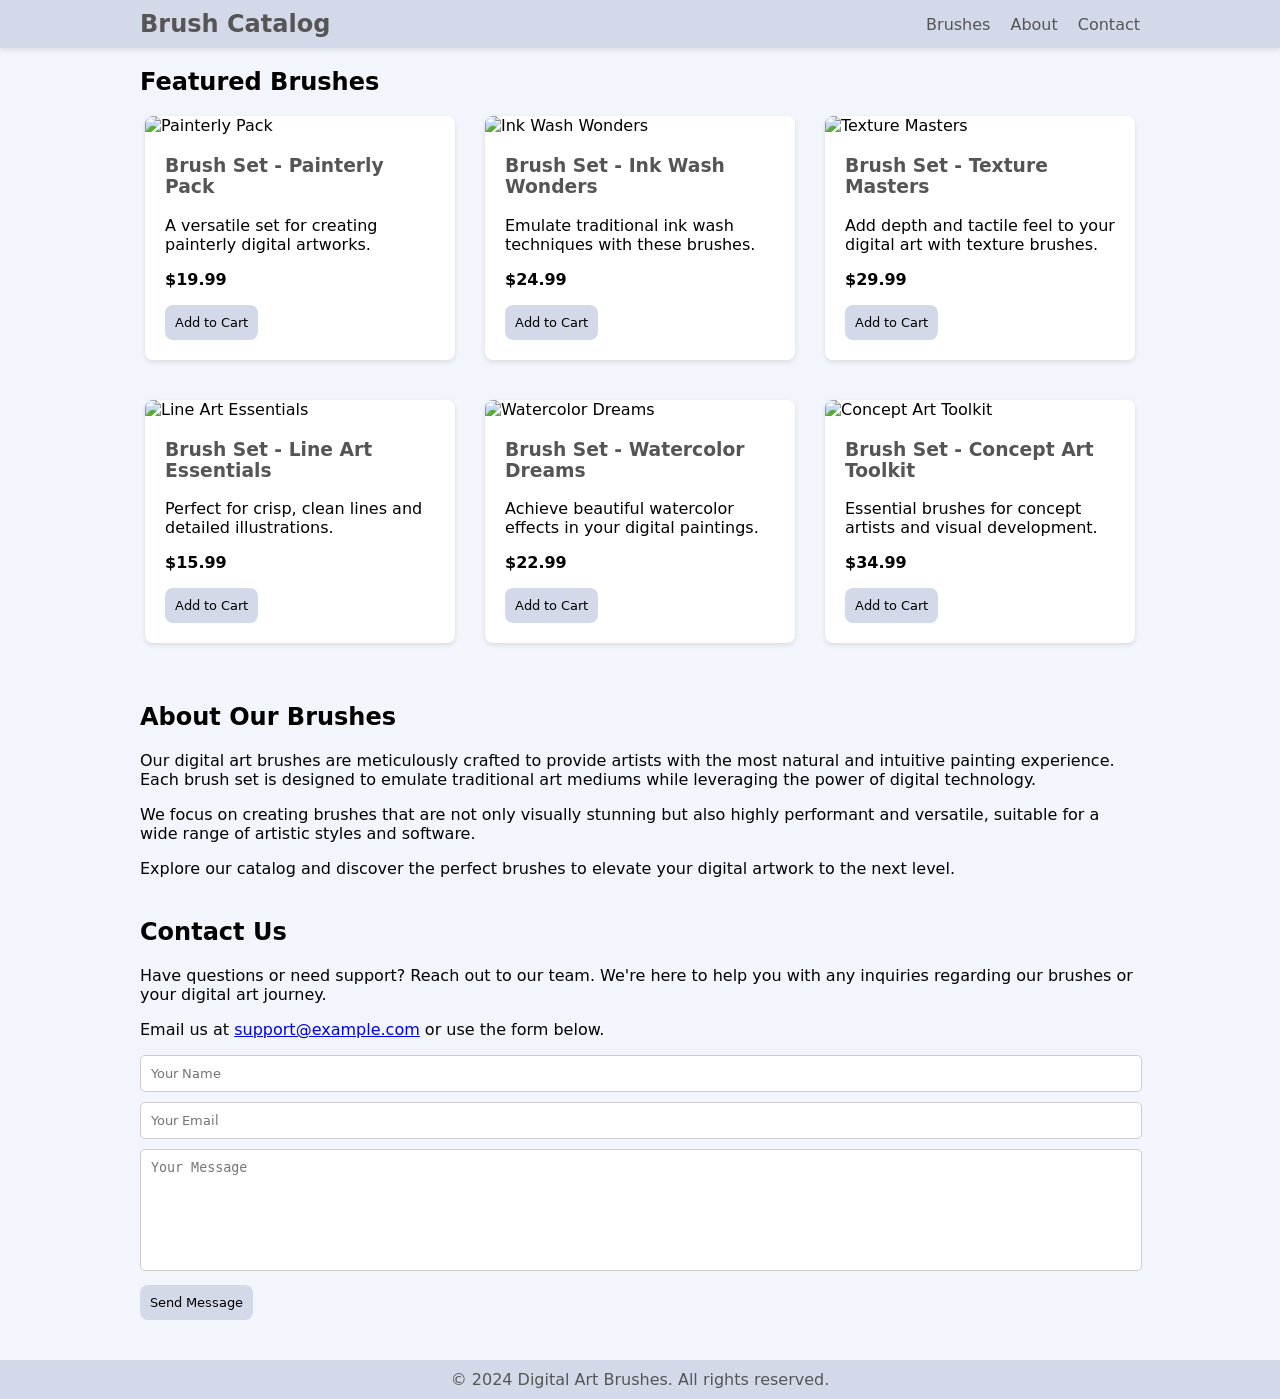 Brush Catalog
Brushes About Contact
Featured Brushes
Painterly Pack
Brush Set - Painterly
Pack
A versatile set for creating
painterly digital artworks.
$19.99
Add to Cart
Ink Wash Wonders
Brush Set - Ink Wash
Wonders
Emulate traditional ink wash
techniques with these brushes.
$24.99
Add to Cart
Texture Masters
Brush Set - Texture
Masters
Add depth and tactile feel to your
digital art with texture brushes.
$29.99
Add to Cart
Line Art Essentials
Brush Set - Line Art
Essentials
Perfect for crisp, clean lines and
detailed illustrations.
$15.99
Add to Cart
Watercolor Dreams
Brush Set - Watercolor
Dreams
Achieve beautiful watercolor
effects in your digital paintings.
$22.99
Add to Cart
Concept Art Toolkit
Brush Set - Concept Art
Toolkit
Essential brushes for concept
artists and visual development.
$34.99
Add to Cart
About Our Brushes
Our digital art brushes are meticulously crafted to provide artists with the most natural and intuitive painting experience.
Each brush set is designed to emulate traditional art mediums while leveraging the power of digital technology.
We focus on creating brushes that are not only visually stunning but also highly performant and versatile, suitable for a
wide range of artistic styles and software.
Explore our catalog and discover the perfect brushes to elevate your digital artwork to the next level.
Contact Us
Have questions or need support? Reach out to our team. We're here to help you with any inquiries regarding our brushes or
your digital art journey.
Email us at support@example.com or use the form below.
Your Name
Your Email
Your Message
Send Message
© 2024 Digital Art Brushes. All rights reserved.